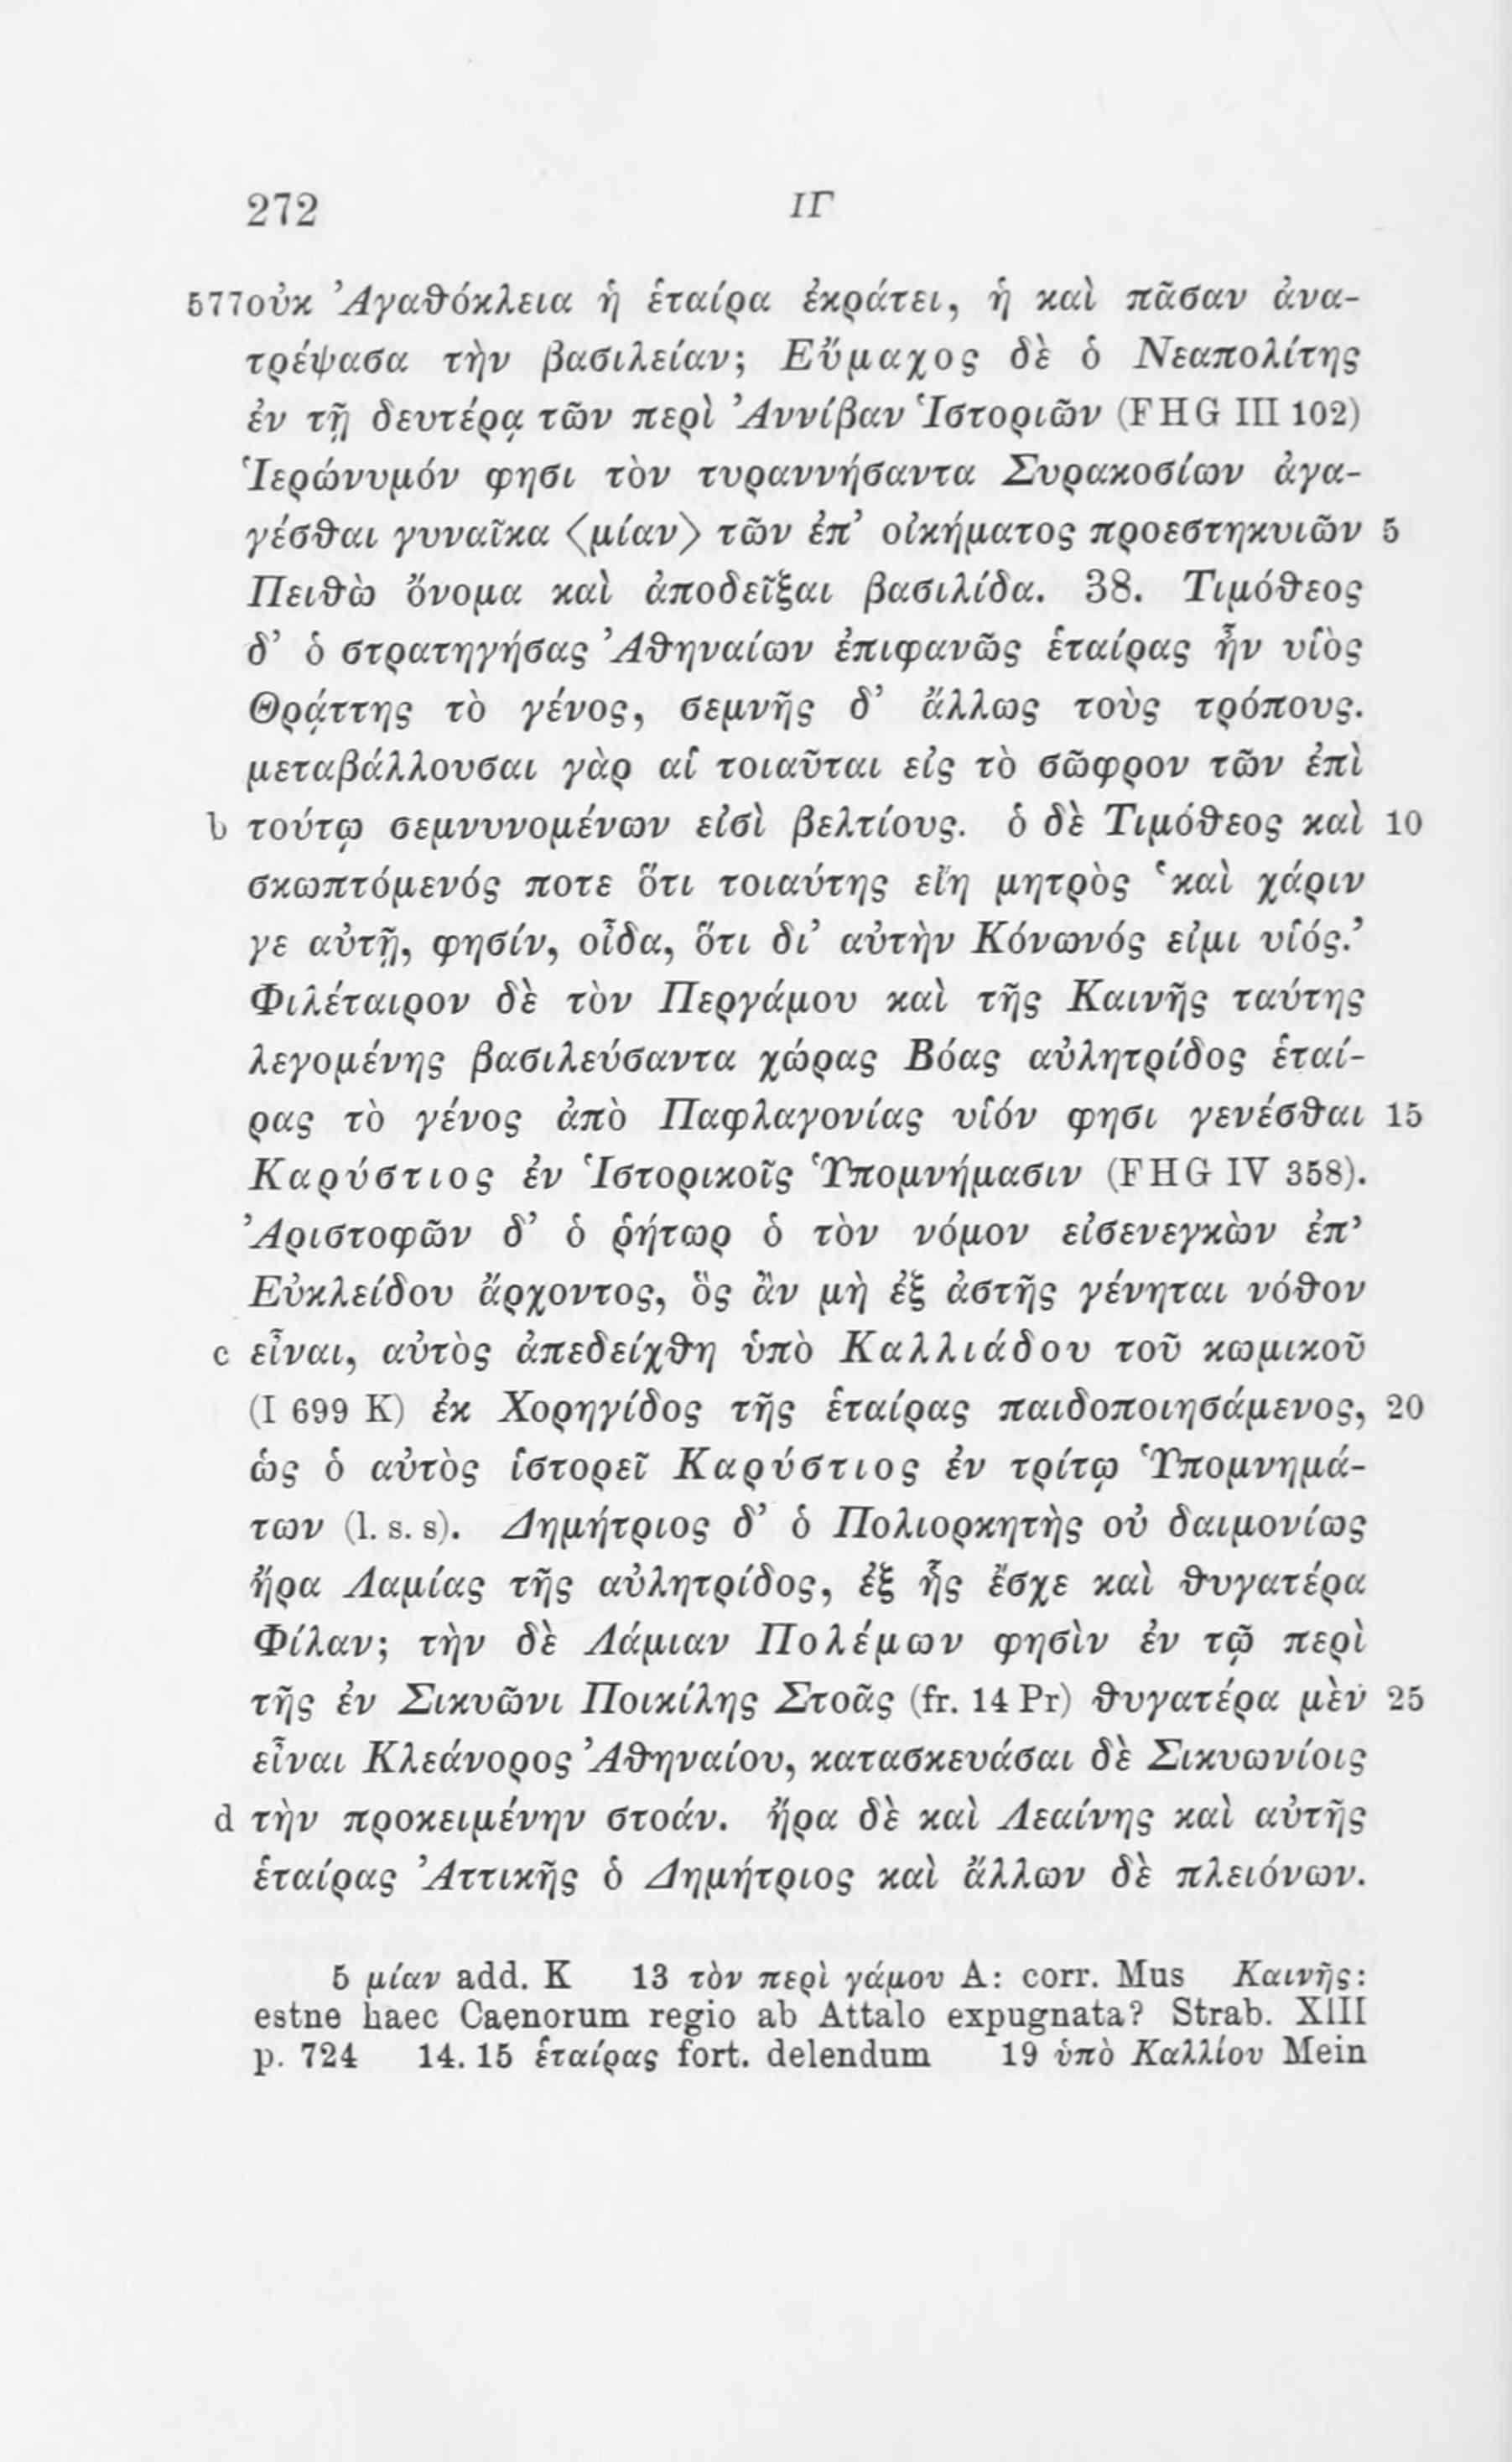 272 ΙΓ
577 οὐκ Ἀγαθόκλεια ἡ ἑταίρα ἐκράτει, ἡ καὶ πᾶσαν ἀνα-
τρέψασα τὴν βασιλείαν; Εὔμαχος δὲ ὁ Νεαπολίτης
ἐν τῇ δευτέρᾳ τῶν περὶ Ἀννίβαν Ἱστοριῶν (FHG III 102)
Ἱερώνυμόν φησι τὸν τυραννήσαντα Συρακοσίων ἀγα-
γέσθαι γυναῖκα <μίαν> τῶν ἐπ’ οἰκήματος προεστηκυιῶν 5
Πειθὼ ὄνομα καὶ ἀποδεῖξαι βασιλίδα. 38. Τιμόθεος
δ’ ὁ στρατηγήσας Ἀθηναίων ἐπιφανῶς ἑταίρας ἦν υἱὸς
Θρᾴττης τὸ γένος, σεμνῆς δ’ ἄλλως τοὺς τρόπους.
μεταβάλλουσαι γὰρ αἱ τοιαῦται εἰς τὸ σῶφρον τῶν ἐπὶ
b τούτῳ σεμνυνομένων εἰσὶ βελτίους. ὁ δὲ Τιμόθεος καὶ 10
σκωπτόμενός ποτε ὅτι τοιαύτης εἴη μητρὸς ‘καὶ χάριν
γε αὐτῇ, φησίν, οἶδα, ὅτι δι’ αὐτὴν Κόνωνός εἰμι υἱός.’
Φιλέταιρον δὲ τὸν Περγάμου καὶ τῆς Καινῆς ταύτης
λεγομένης βασιλεύσαντα χώρας Βόας αὐλητρίδος ἑταί-
ρας τὸ γένος ἀπὸ Παφλαγονίας υἱόν φησι γενέσθαι 15
Καρύστιος ἐν Ἱστορικοῖς Ὑπομνήμασιν (FHG IV 358).
Ἀριστοφῶν δ’ ὁ ῥήτωρ ὁ τὸν νόμον εἰσενεγκὼν ἐπ’
Εὐκλείδου ἄρχοντος, ὃς ἂν μὴ ἐξ ἀστῆς γένηται νόθον
c εἶναι, αὐτὸς ἀπεδείχθη ὑπὸ Καλλιάδου τοῦ κωμικοῦ
(I 699 K) ἐκ Χορηγίδος τῆς ἑταίρας παιδοποιησάμενος, 20
ὡς ὁ αὐτὸς ἱστορεῖ Καρύστιος ἐν τρίτῳ Ὑπομνημά-
των (l. s. s). Δημήτριος δ’ ὁ Πολιορκητὴς οὐ δαιμονίως
ἤρα Λαμίας τῆς αὐλητρίδος, ἐξ ἧς ἔσχε καὶ θυγατέρα
Φίλαν; τὴν δὲ Λάμιαν Πολέμων φησὶν ἐν τῷ περὶ
τῆς ἐν Σικυῶνι Ποικίλης Στοᾶς (fr. 14 Pr) θυγατέρα μὲν 25
εἶναι Κλεάνορος Ἀθηναίου, κατασκευάσαι δὲ Σικυωνίοις
d τὴν προκειμένην στοάν. ἤρα δὲ καὶ Λεαίνης καὶ αὐτῆς
ἑταίρας Ἀττικῆς ὁ Δημήτριος καὶ ἄλλων δὲ πλειόνων.
5 μίαν add. K 13 τὸν περὶ γάμου A: corr. Mus Καινῆς:
estne haec Caenorum regio ab Attalo expugnata? Strab. XIII
p. 724 14. 15 ἑταίρας fort. delendum 19 ὑπὸ Καλλίου Mein